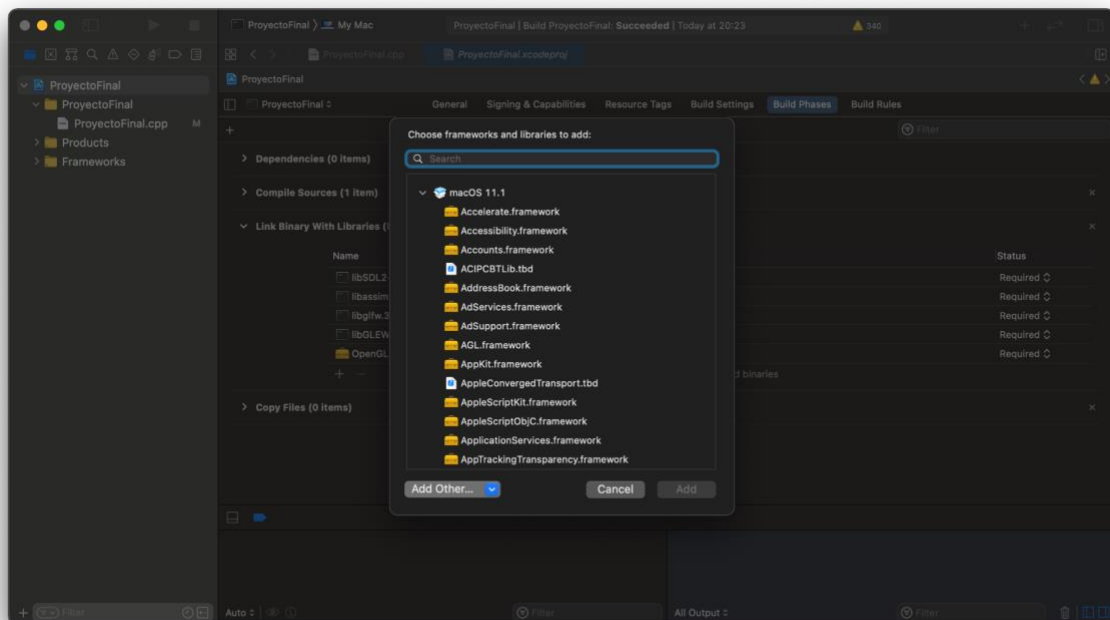 ProyectoFinal 〉 My Mac
ProyectoFinal | Build ProyectoFinal: Succeeded | Today at 20:23
340
ProyectoFinal.cpp
ProyectoFinal.xcodeproj
ProyectoFinal
ProyectoFinal
ProyectoFinal.cpp M
Products
Frameworks
ProyectoFinal
ProyectoFinal
General Signing & Capabilities Resource Tags Build Settings Build Phases Build Rules
Filter
Dependencies (0 items)
Compile Sources (1 item)
Link Binary With Libraries (
Name Status
libSDL2- Required
libassim Required
libglfw.3 Required
libGLEW Required
OpenGL Required
d binaries
Copy Files (0 items)
Choose frameworks and libraries to add:
Search
macOS 11.1
Accelerate.framework
Accessibility.framework
Accounts.framework
ACIPCBTLib.tbd
AddressBook.framework
AdServices.framework
AdSupport.framework
AGL.framework
AppKit.framework
AppleConvergedTransport.tbd
AppleScriptKit.framework
AppleScriptObjC.framework
ApplicationServices.framework
AppTrackingTransparency.framework
Add Other... Cancel Add
Filter
Auto
Filter
All Output
Filter